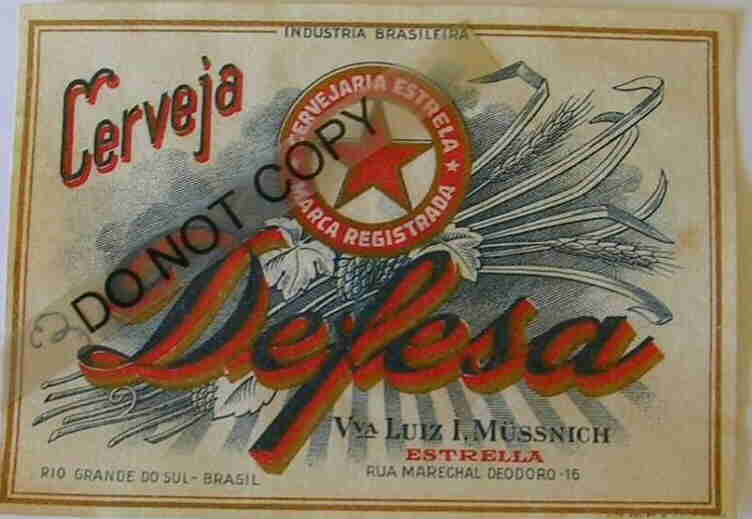 INDUSTRIA BRASILEIRA
Cerveja
CERVEJARIA ESTRELA
MARCA REGISTRADA
DO NOT COPY
Defesa
VVA LUIZ I. MÜSSNICH
ESTRELLA
RIO GRANDE DO SUL - BRASIL
RUA MARECHAL DEODORO - 16